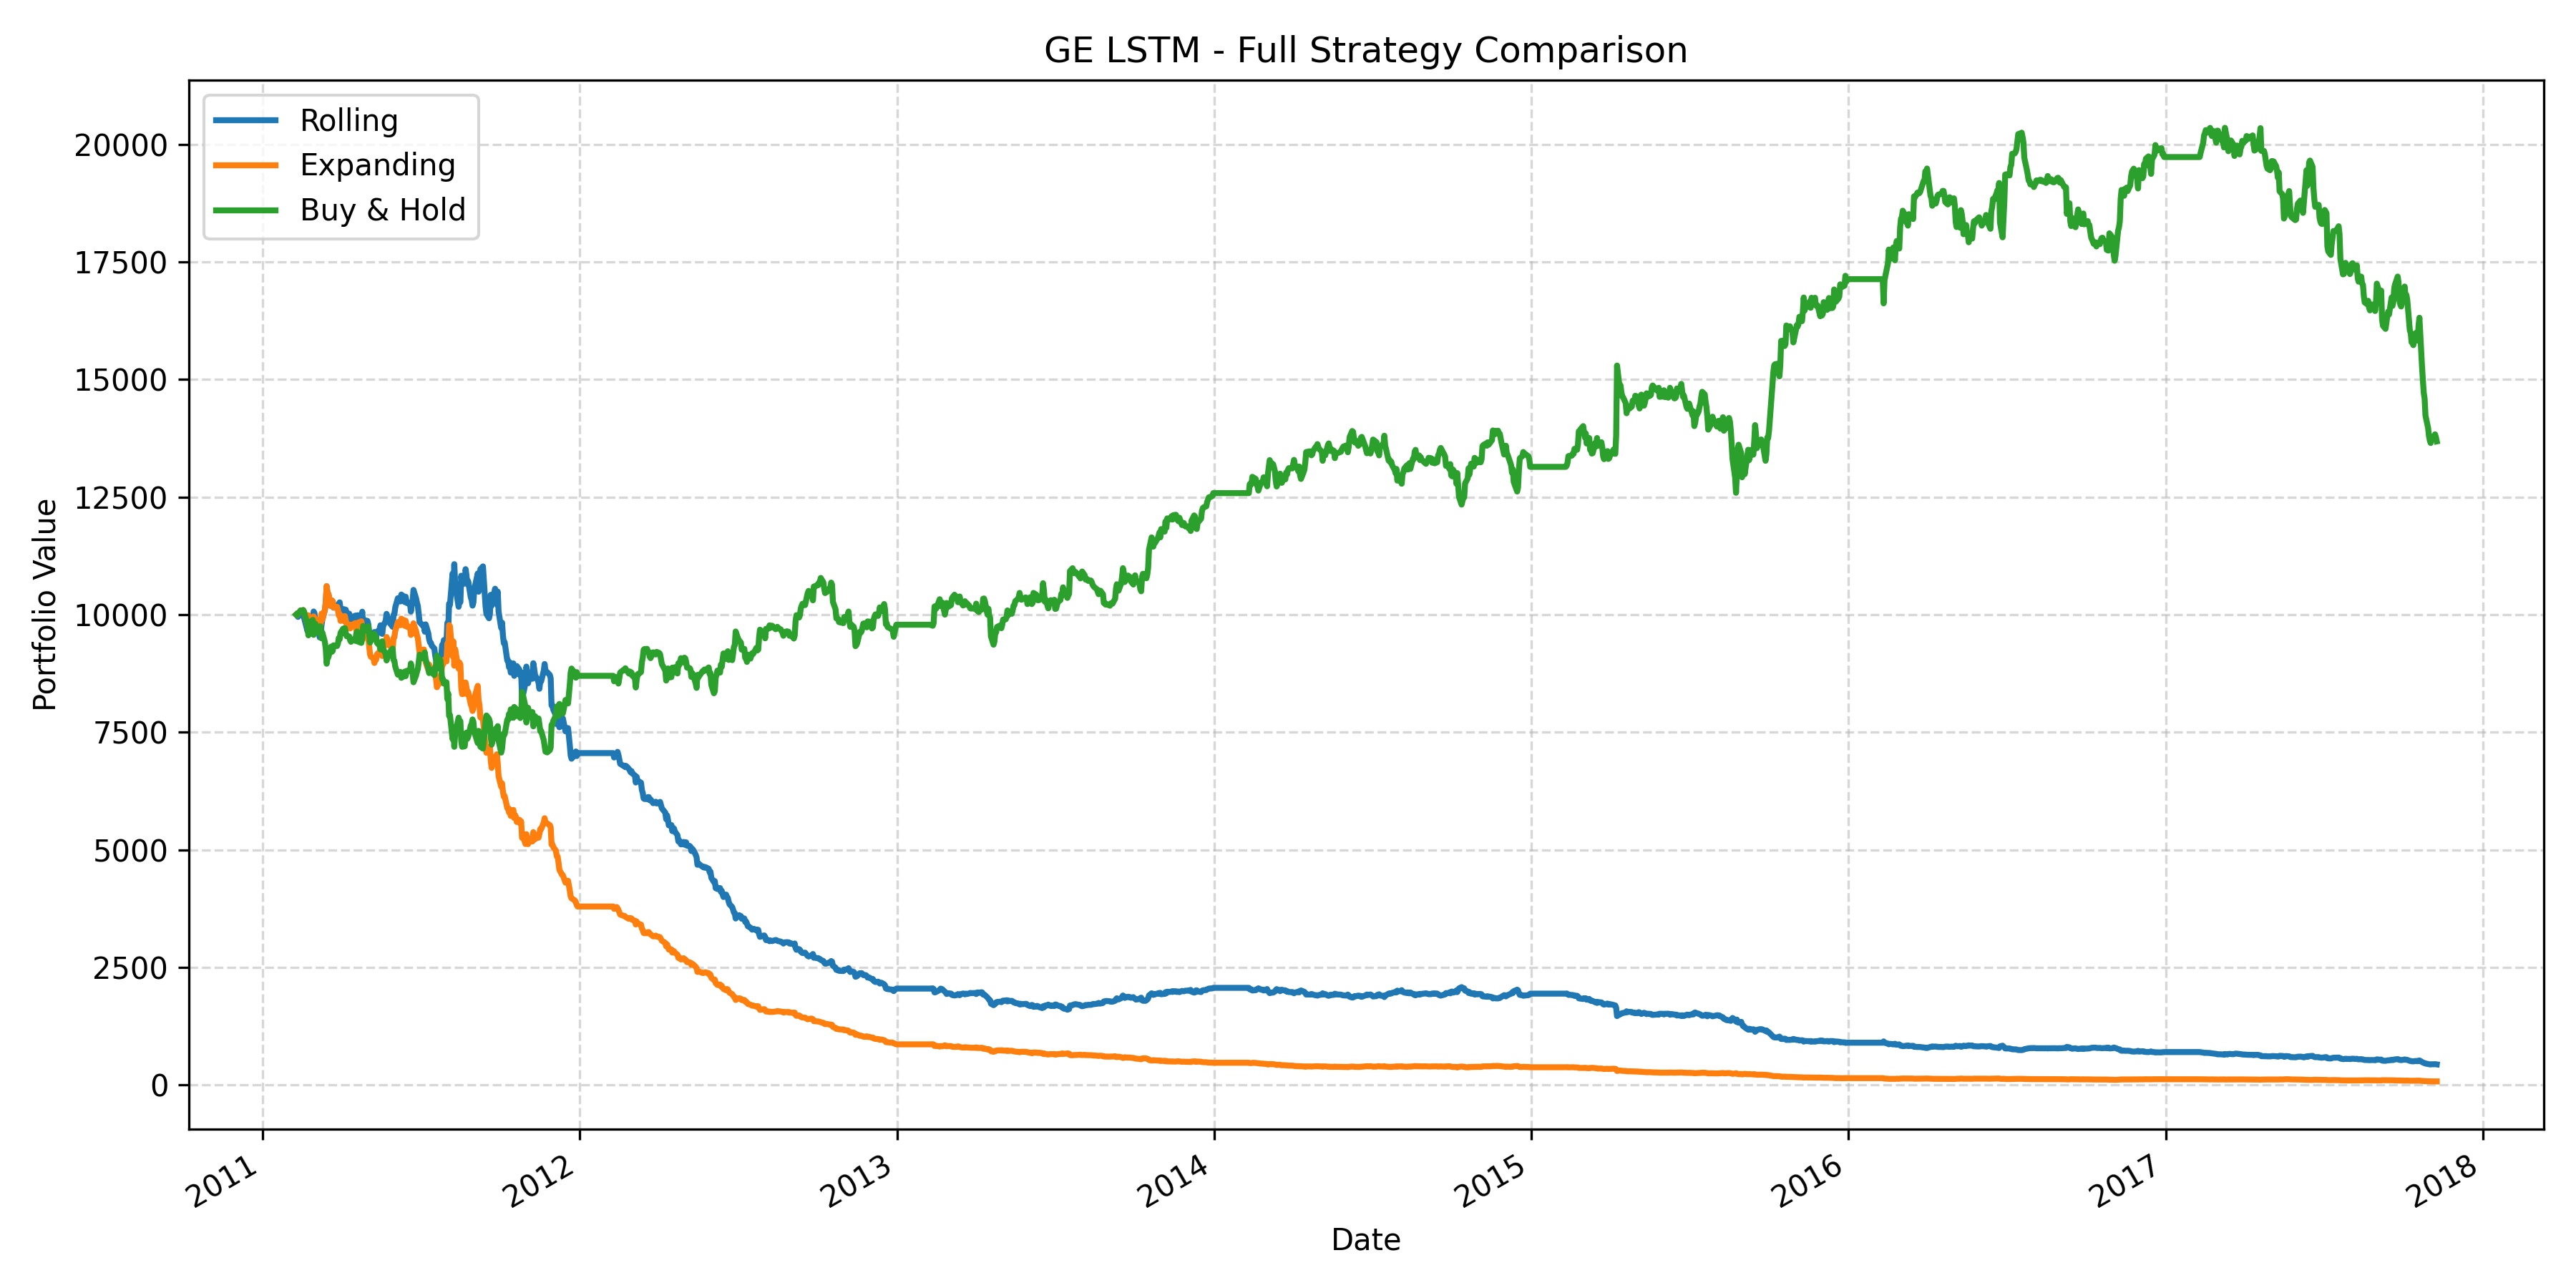 GE LSTM - Full Strategy Comparison
Rolling
Expanding
Buy & Hold
20000
17500
15000
12500
10000
7500
5000
2500
0
Portfolio Value
2011
2012
2013
2014
2015
2016
2017
2018
Date